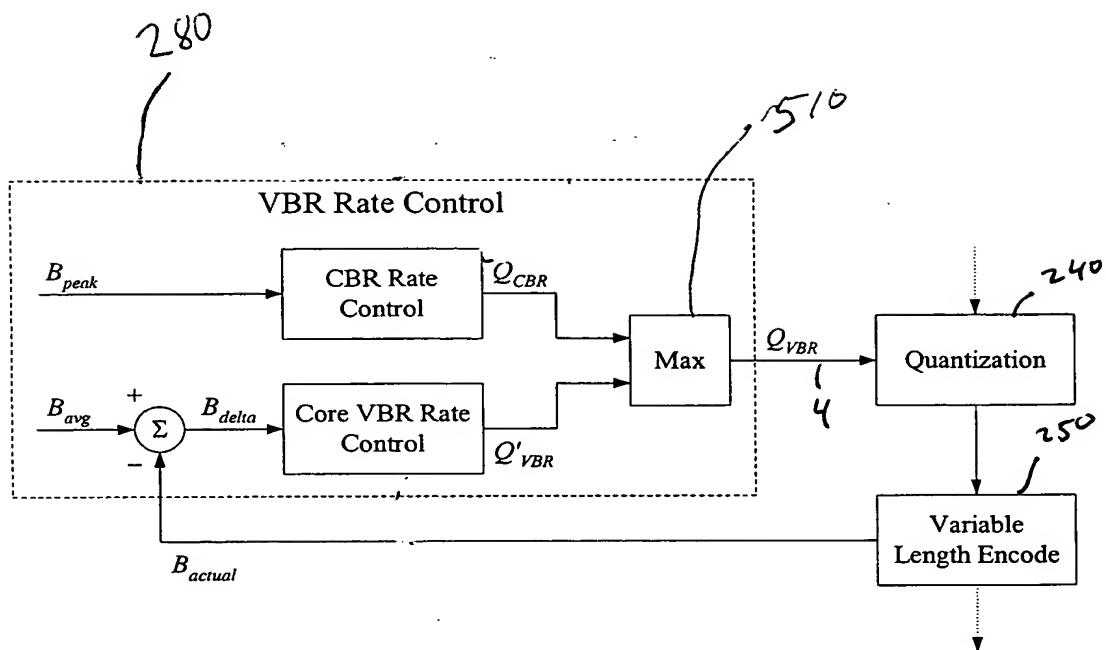 280
510
VBR Rate Control
B_peak
CBR Rate
Control
Q_CBR
240
Max
Q_VBR
Quantization
4
B_avg
+
Σ
−
B_delta
Core VBR Rate
Control
Q'_VBR
250
Variable
Length Encode
B_actual